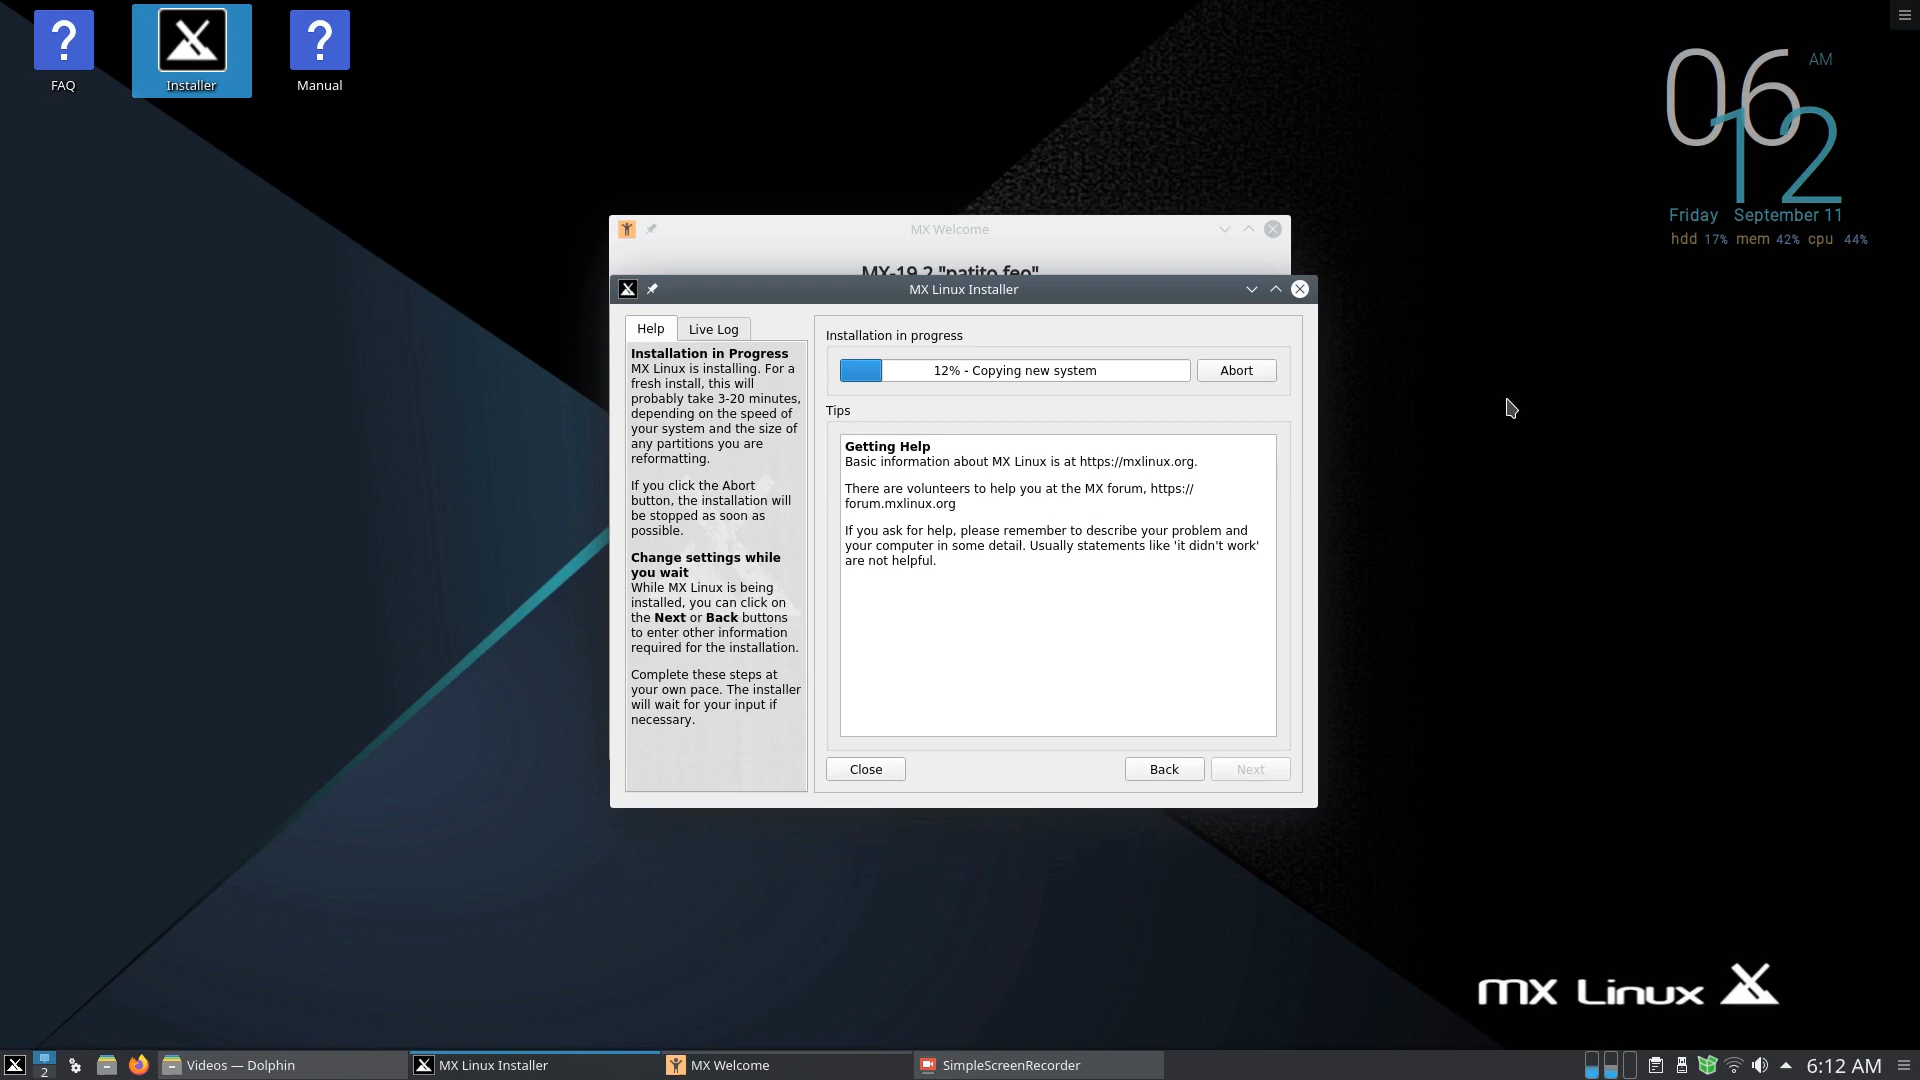 FAQ
Installer
Manual
06 AM
12
Friday September 11
hdd 17% mem 42% cpu 44%
MX Welcome
MX-19.2 "patito feo"
MX Linux Installer
Help
Live Log
Installation in Progress
MX Linux is installing. For a
fresh install, this will
probably take 3-20 minutes,
depending on the speed of
your system and the size of
any partitions you are
reformatting.
If you click the Abort
button, the installation will
be stopped as soon as
possible.
Change settings while
you wait
While MX Linux is being
installed, you can click on
the Next or Back buttons
to enter other information
required for the installation.
Complete these steps at
your own pace. The installer
will wait for your input if
necessary.
Installation in progress
12% - Copying new system
Abort
Tips
Getting Help
Basic information about MX Linux is at https://mxlinux.org.
There are volunteers to help you at the MX forum, https://
forum.mxlinux.org
If you ask for help, please remember to describe your problem and
your computer in some detail. Usually statements like 'it didn't work'
are not helpful.
Close
Back
Next
MX Linux
2
Videos — Dolphin
MX Linux Installer
MX Welcome
SimpleScreenRecorder
6:12 AM